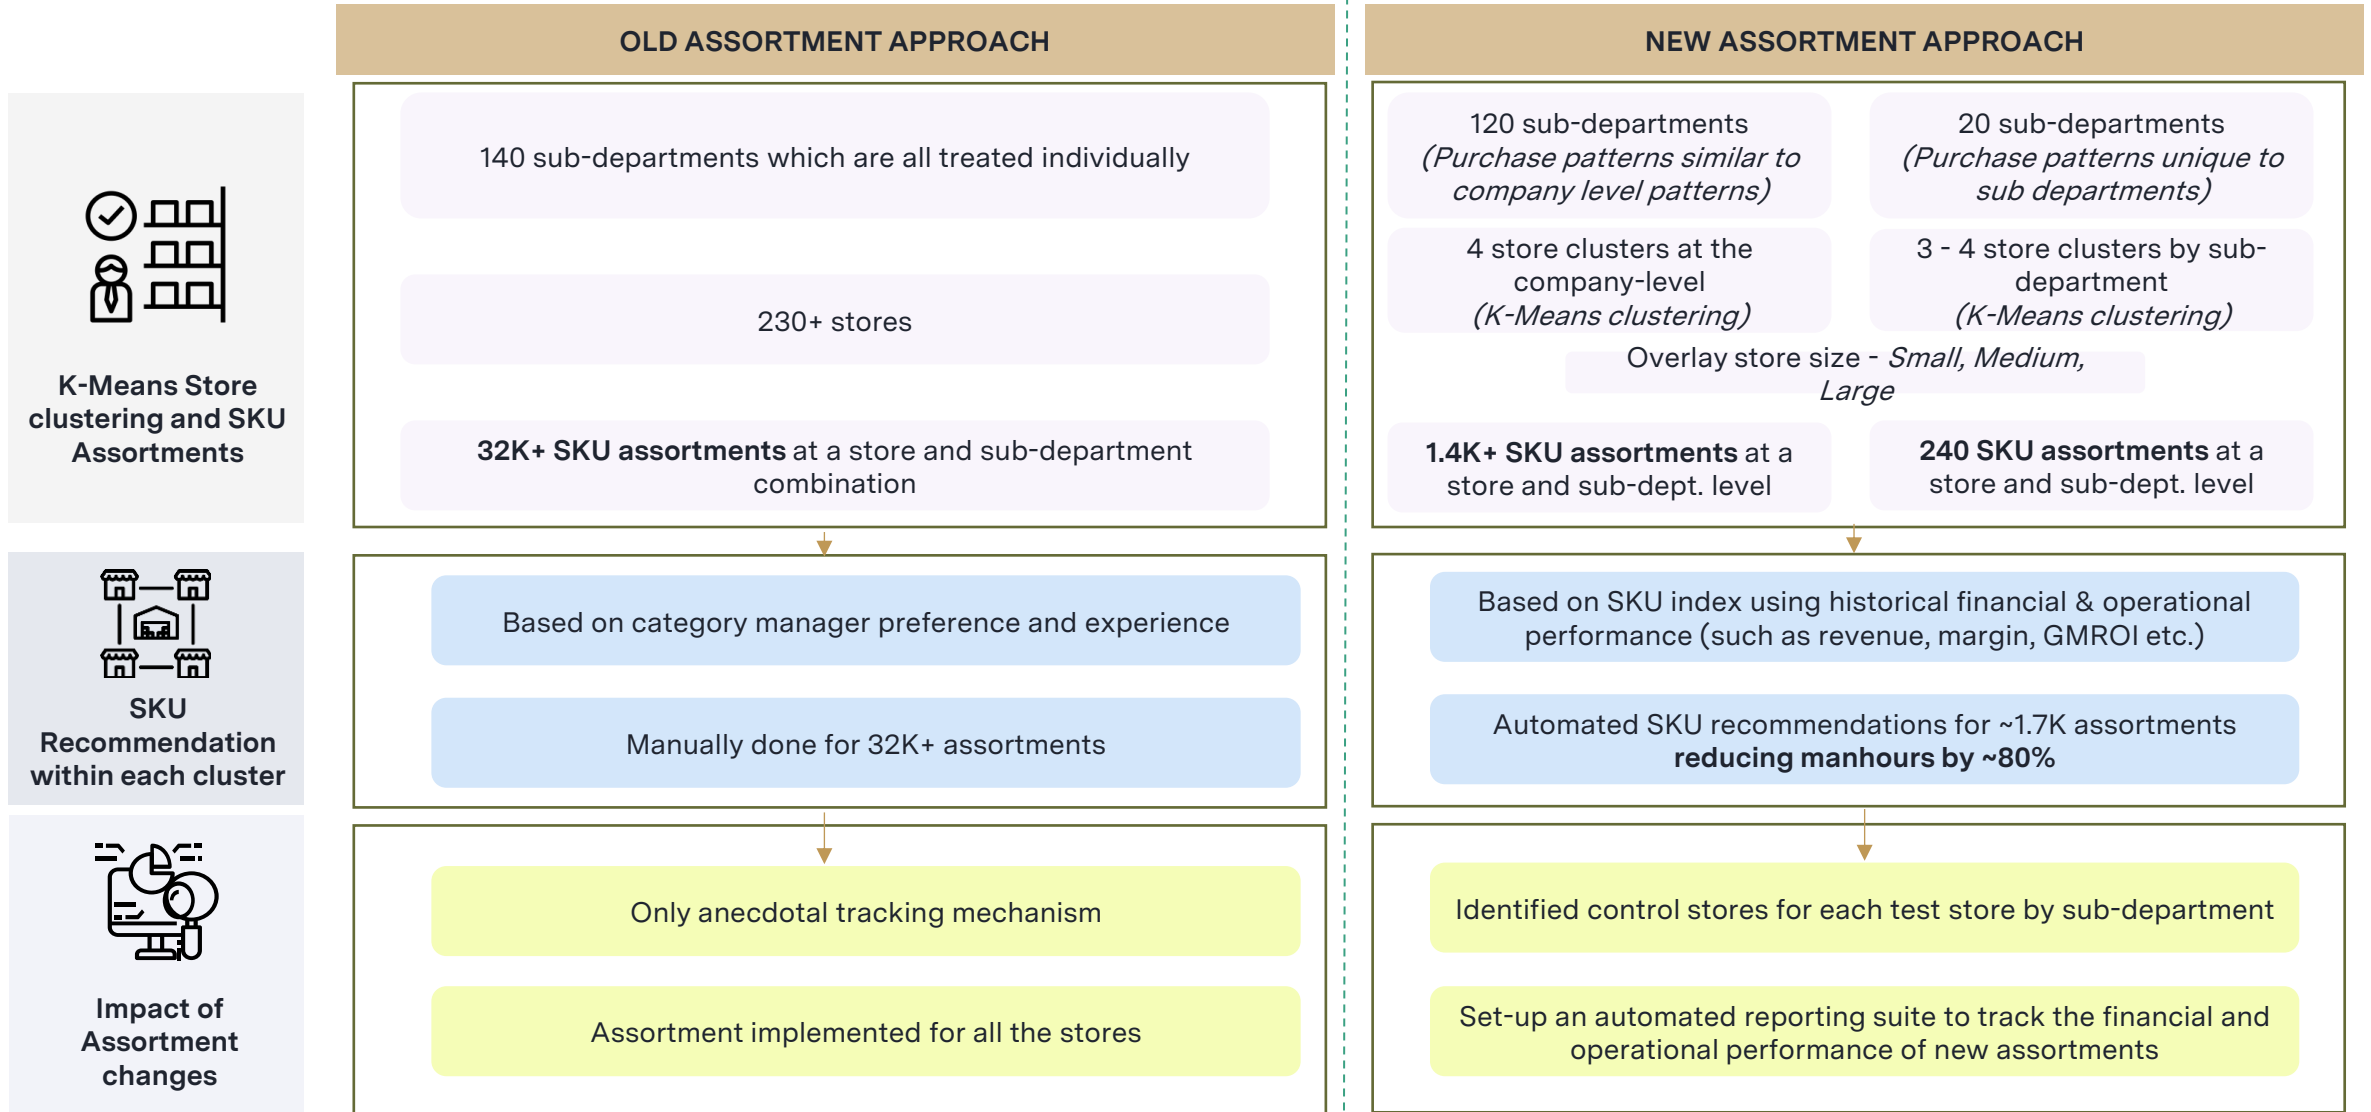 OLD ASSORTMENT APPROACH
NEW ASSORTMENT APPROACH
K-Means Store
clustering and SKU
Assortments
140 sub-departments which are all treated individually
230+ stores
32K+ SKU assortments at a store and sub-department
combination
120 sub-departments
(Purchase patterns similar to
company level patterns)
20 sub-departments
(Purchase patterns unique to
sub departments)
4 store clusters at the
company-level
(K-Means clustering)
3 - 4 store clusters by sub-
department
(K-Means clustering)
Overlay store size - Small, Medium,
Large
1.4K+ SKU assortments at a
store and sub-dept. level
240 SKU assortments at a
store and sub-dept. level
SKU
Recommendation
within each cluster
Based on category manager preference and experience
Manually done for 32K+ assortments
Based on SKU index using historical financial & operational
performance (such as revenue, margin, GMROI etc.)
Automated SKU recommendations for ~1.7K assortments
reducing manhours by ~80%
Impact of
Assortment
changes
Only anecdotal tracking mechanism
Assortment implemented for all the stores
Identified control stores for each test store by sub-department
Set-up an automated reporting suite to track the financial and
operational performance of new assortments